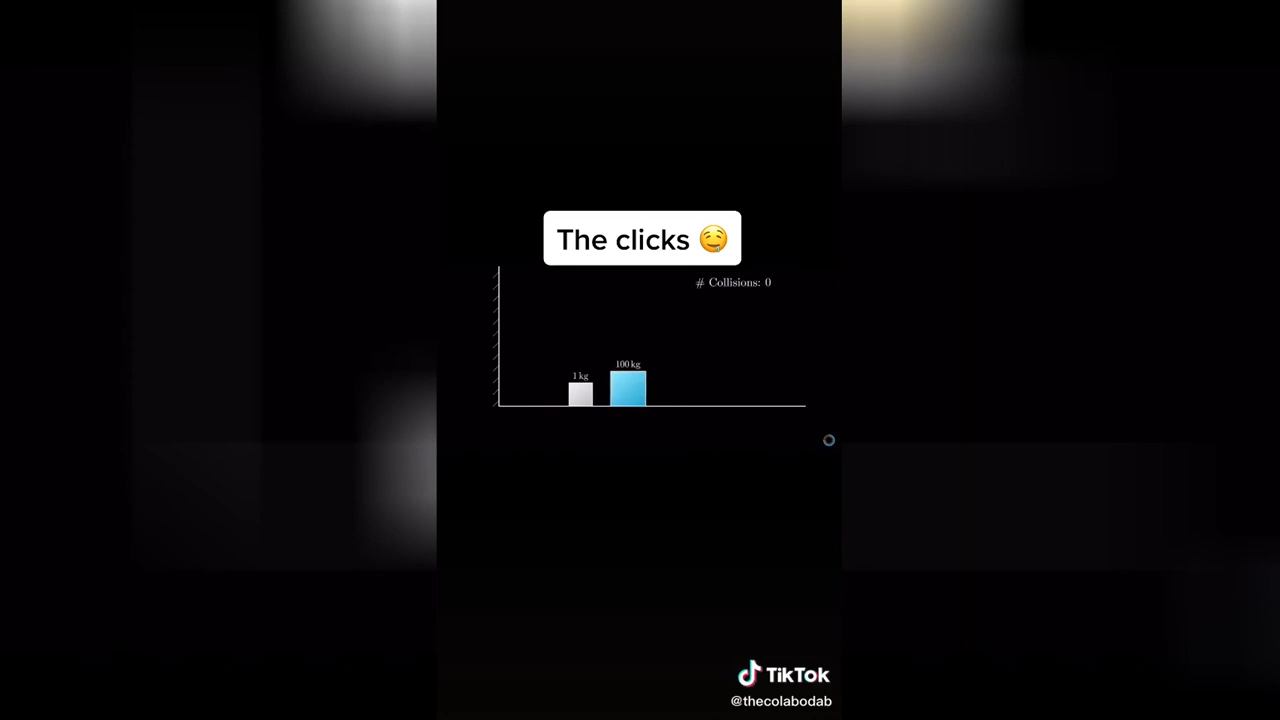 The clicks 🤤
# Collisions: 0
100 kg
1 kg
TikTok
@thecolabodab